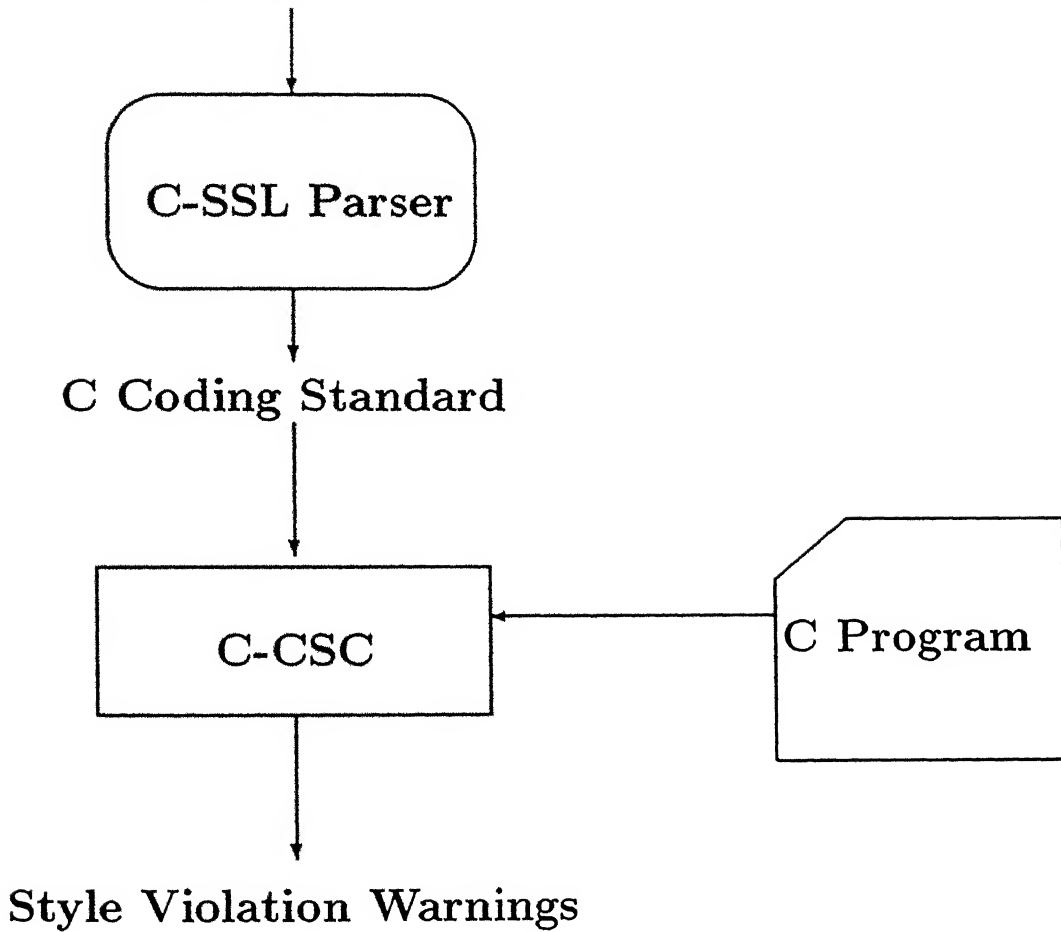 C-SSL Parser
C Coding Standard
C-CSC
C Program
Style Violation Warnings